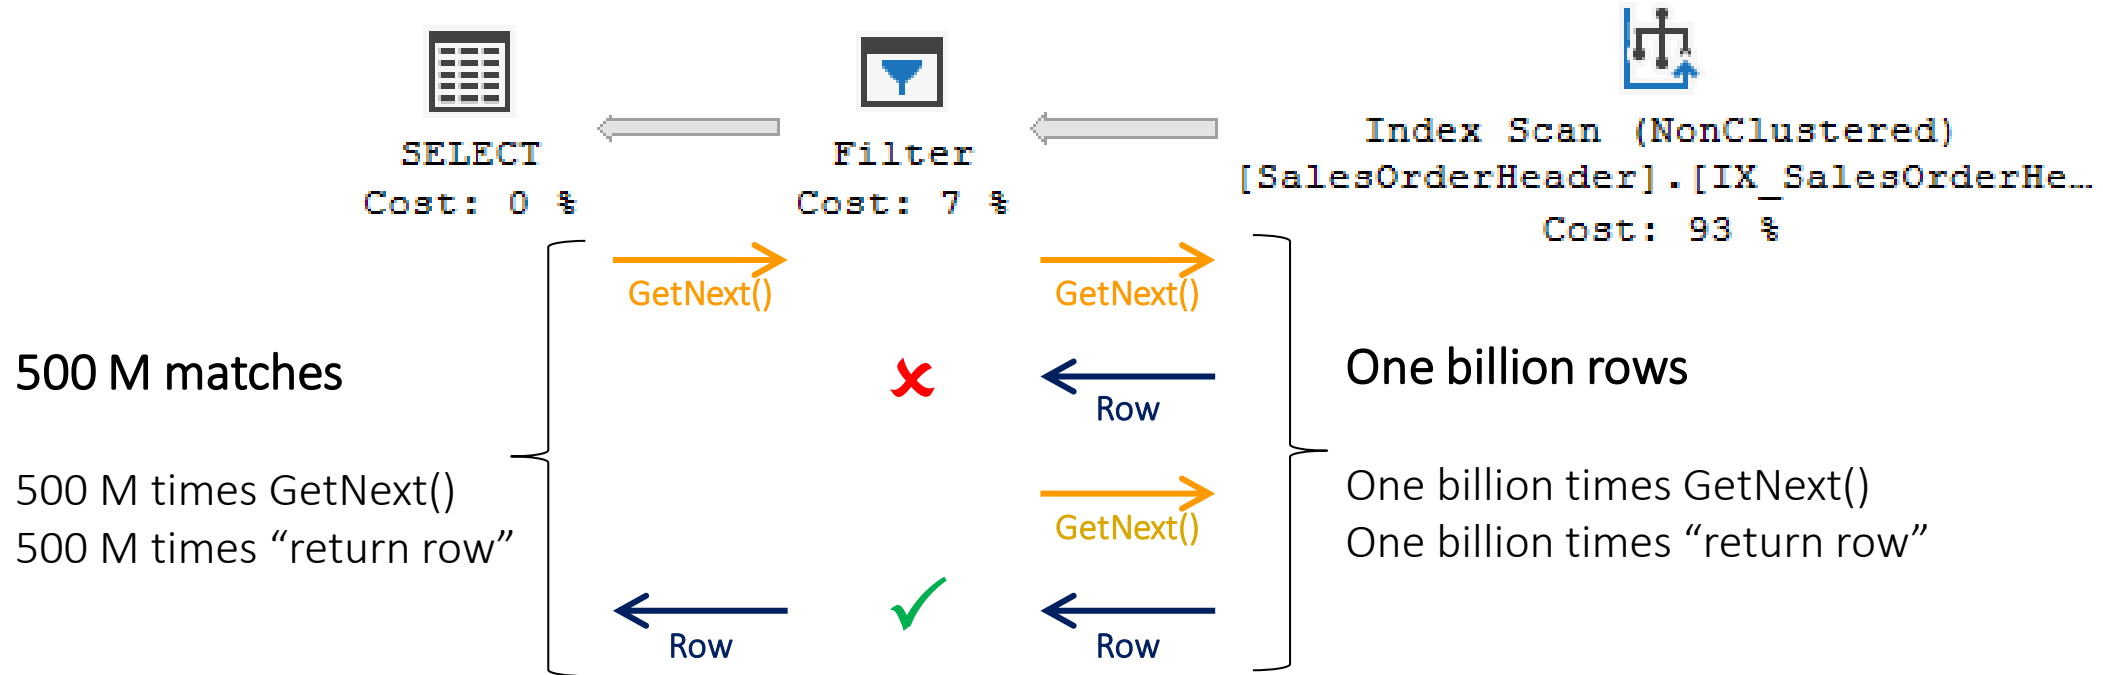 SELECT
Cost: 0 %
Filter
Cost: 7 %
Index Scan (NonClustered)
[SalesOrderHeader].[IX_SalesOrderHe…
Cost: 93 %
GetNext()
GetNext()
500 M matches
Row
One billion rows
500 M times GetNext()
500 M times “return row”
GetNext()
One billion times GetNext()
One billion times “return row”
Row
Row